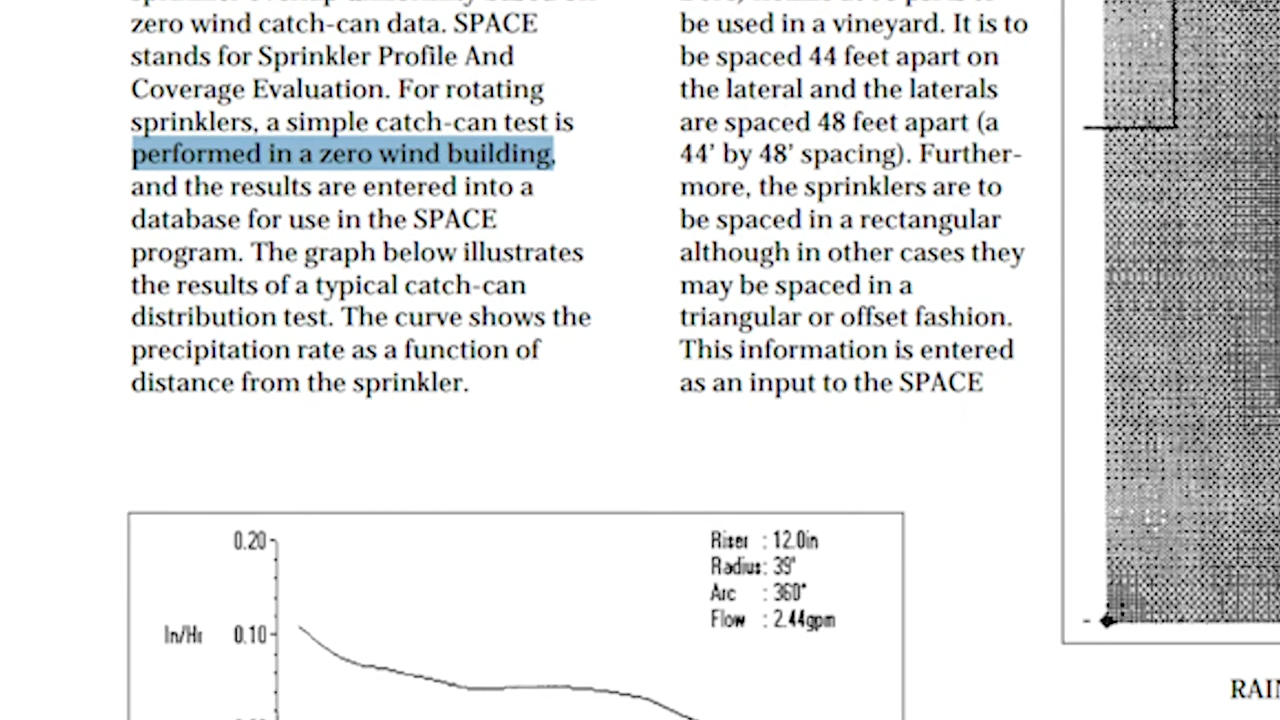 zero wind catch-can data. SPACE
stands for Sprinkler Profile And
Coverage Evaluation. For rotating
sprinklers, a simple catch-can test is
performed in a zero wind building,
and the results are entered into a
database for use in the SPACE
program. The graph below illustrates
the results of a typical catch-can
distribution test. The curve shows the
precipitation rate as a function of
distance from the sprinkler.
be used in a vineyard. It is to
be spaced 44 feet apart on
the lateral and the laterals
are spaced 48 feet apart (a
44' by 48' spacing). Further-
more, the sprinklers are to
be spaced in a rectangular
although in other cases they
may be spaced in a
triangular or offset fashion.
This information is entered
as an input to the SPACE
0.20
In/Hr 0.10
Riser : 12.0in
Radius: 39'
Arc : 360°
Flow : 2.44gpm